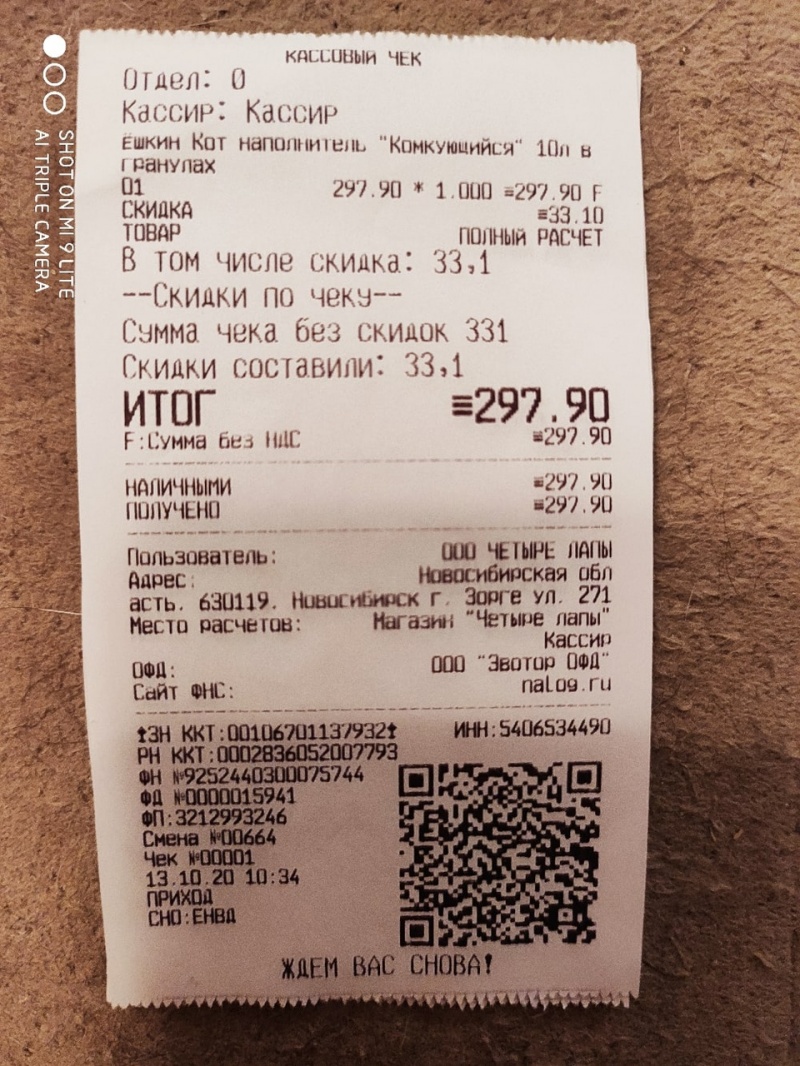 КАССОВЫЙ ЧЕК
Отдел: 0
Кассир: Кассир
Ёшкин Кот наполнитель "Комкующийся" 10л в
гранулах
01 297.90 * 1.000 ≡297.90 F
СКИДКА ≡33.10
ТОВАР ПОЛНЫЙ РАСЧЕТ
В том числе скидка: 33,1
--Скидки по чеку--
Сумма чека без скидок 331
Скидки составили: 33,1
ИТОГ ≡297.90
F:Сумма без НДС ≡297.90
НАЛИЧНЫМИ ≡297.90
ПОЛУЧЕНО ≡297.90
Пользователь: ООО ЧЕТЫРЕ ЛАПЫ
Адрес: Новосибирская обл
асть. 630119. Новосибирск г. Зорге ул. 271
Место расчетов: Магазин "Четыре лапы"
Кассир
ОФД: ООО "Эвотор ОФД"
Сайт ФНС: nalog.ru
ЗН ККТ:00106701137932 ИНН:5406534490
РН ККТ:0002836052007793
ФН №9252440300075744
ФД №0000015941
ФП:3212993246
Смена №00664
Чек №00001
13.10.20 10:34
ПРИХОД
СНО:ЕНВД
ЖДЕМ ВАС СНОВА!
SHOT ON MI 9 LITE
AI TRIPLE CAMERA